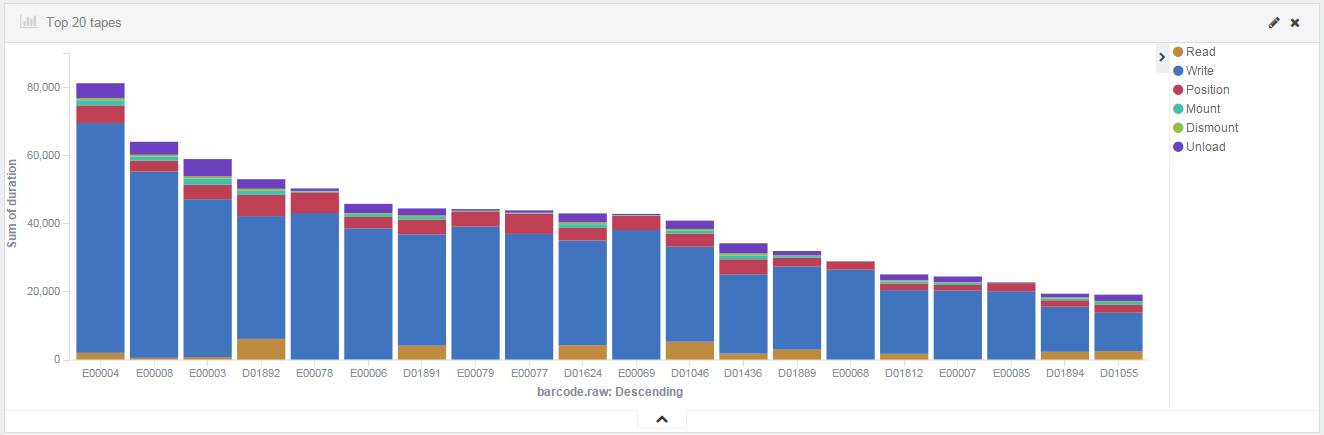 Top 20 tapes
Read
Write
Position
Mount
Dismount
Unload
Sum of duration
80,000
60,000
40,000
20,000
0
E00004 E00008 E00003 D01892 E00078 E00006 D01891 E00079 E00077 D01624 E00069 D01046 D01436 D01889 E00068 D01812 E00007 E00085 D01894 D01055
barcode.raw: Descending